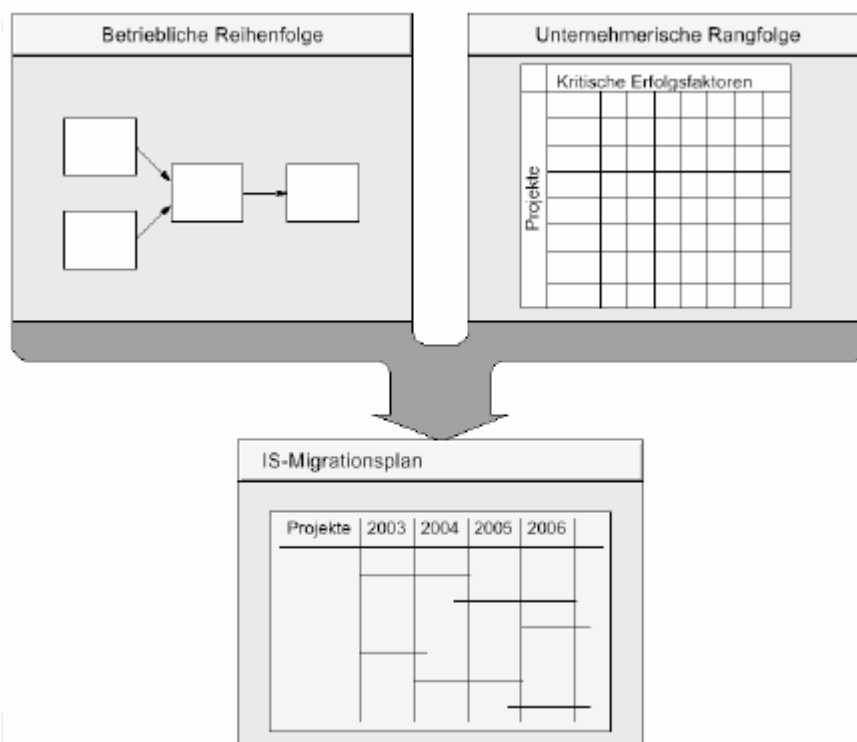 Betriebliche Reihenfolge
Unternehmerische Rangfolge
Kritische Erfolgsfaktoren
Projekte
IS-Migrationsplan
Projekte 2003 2004 2005 2006